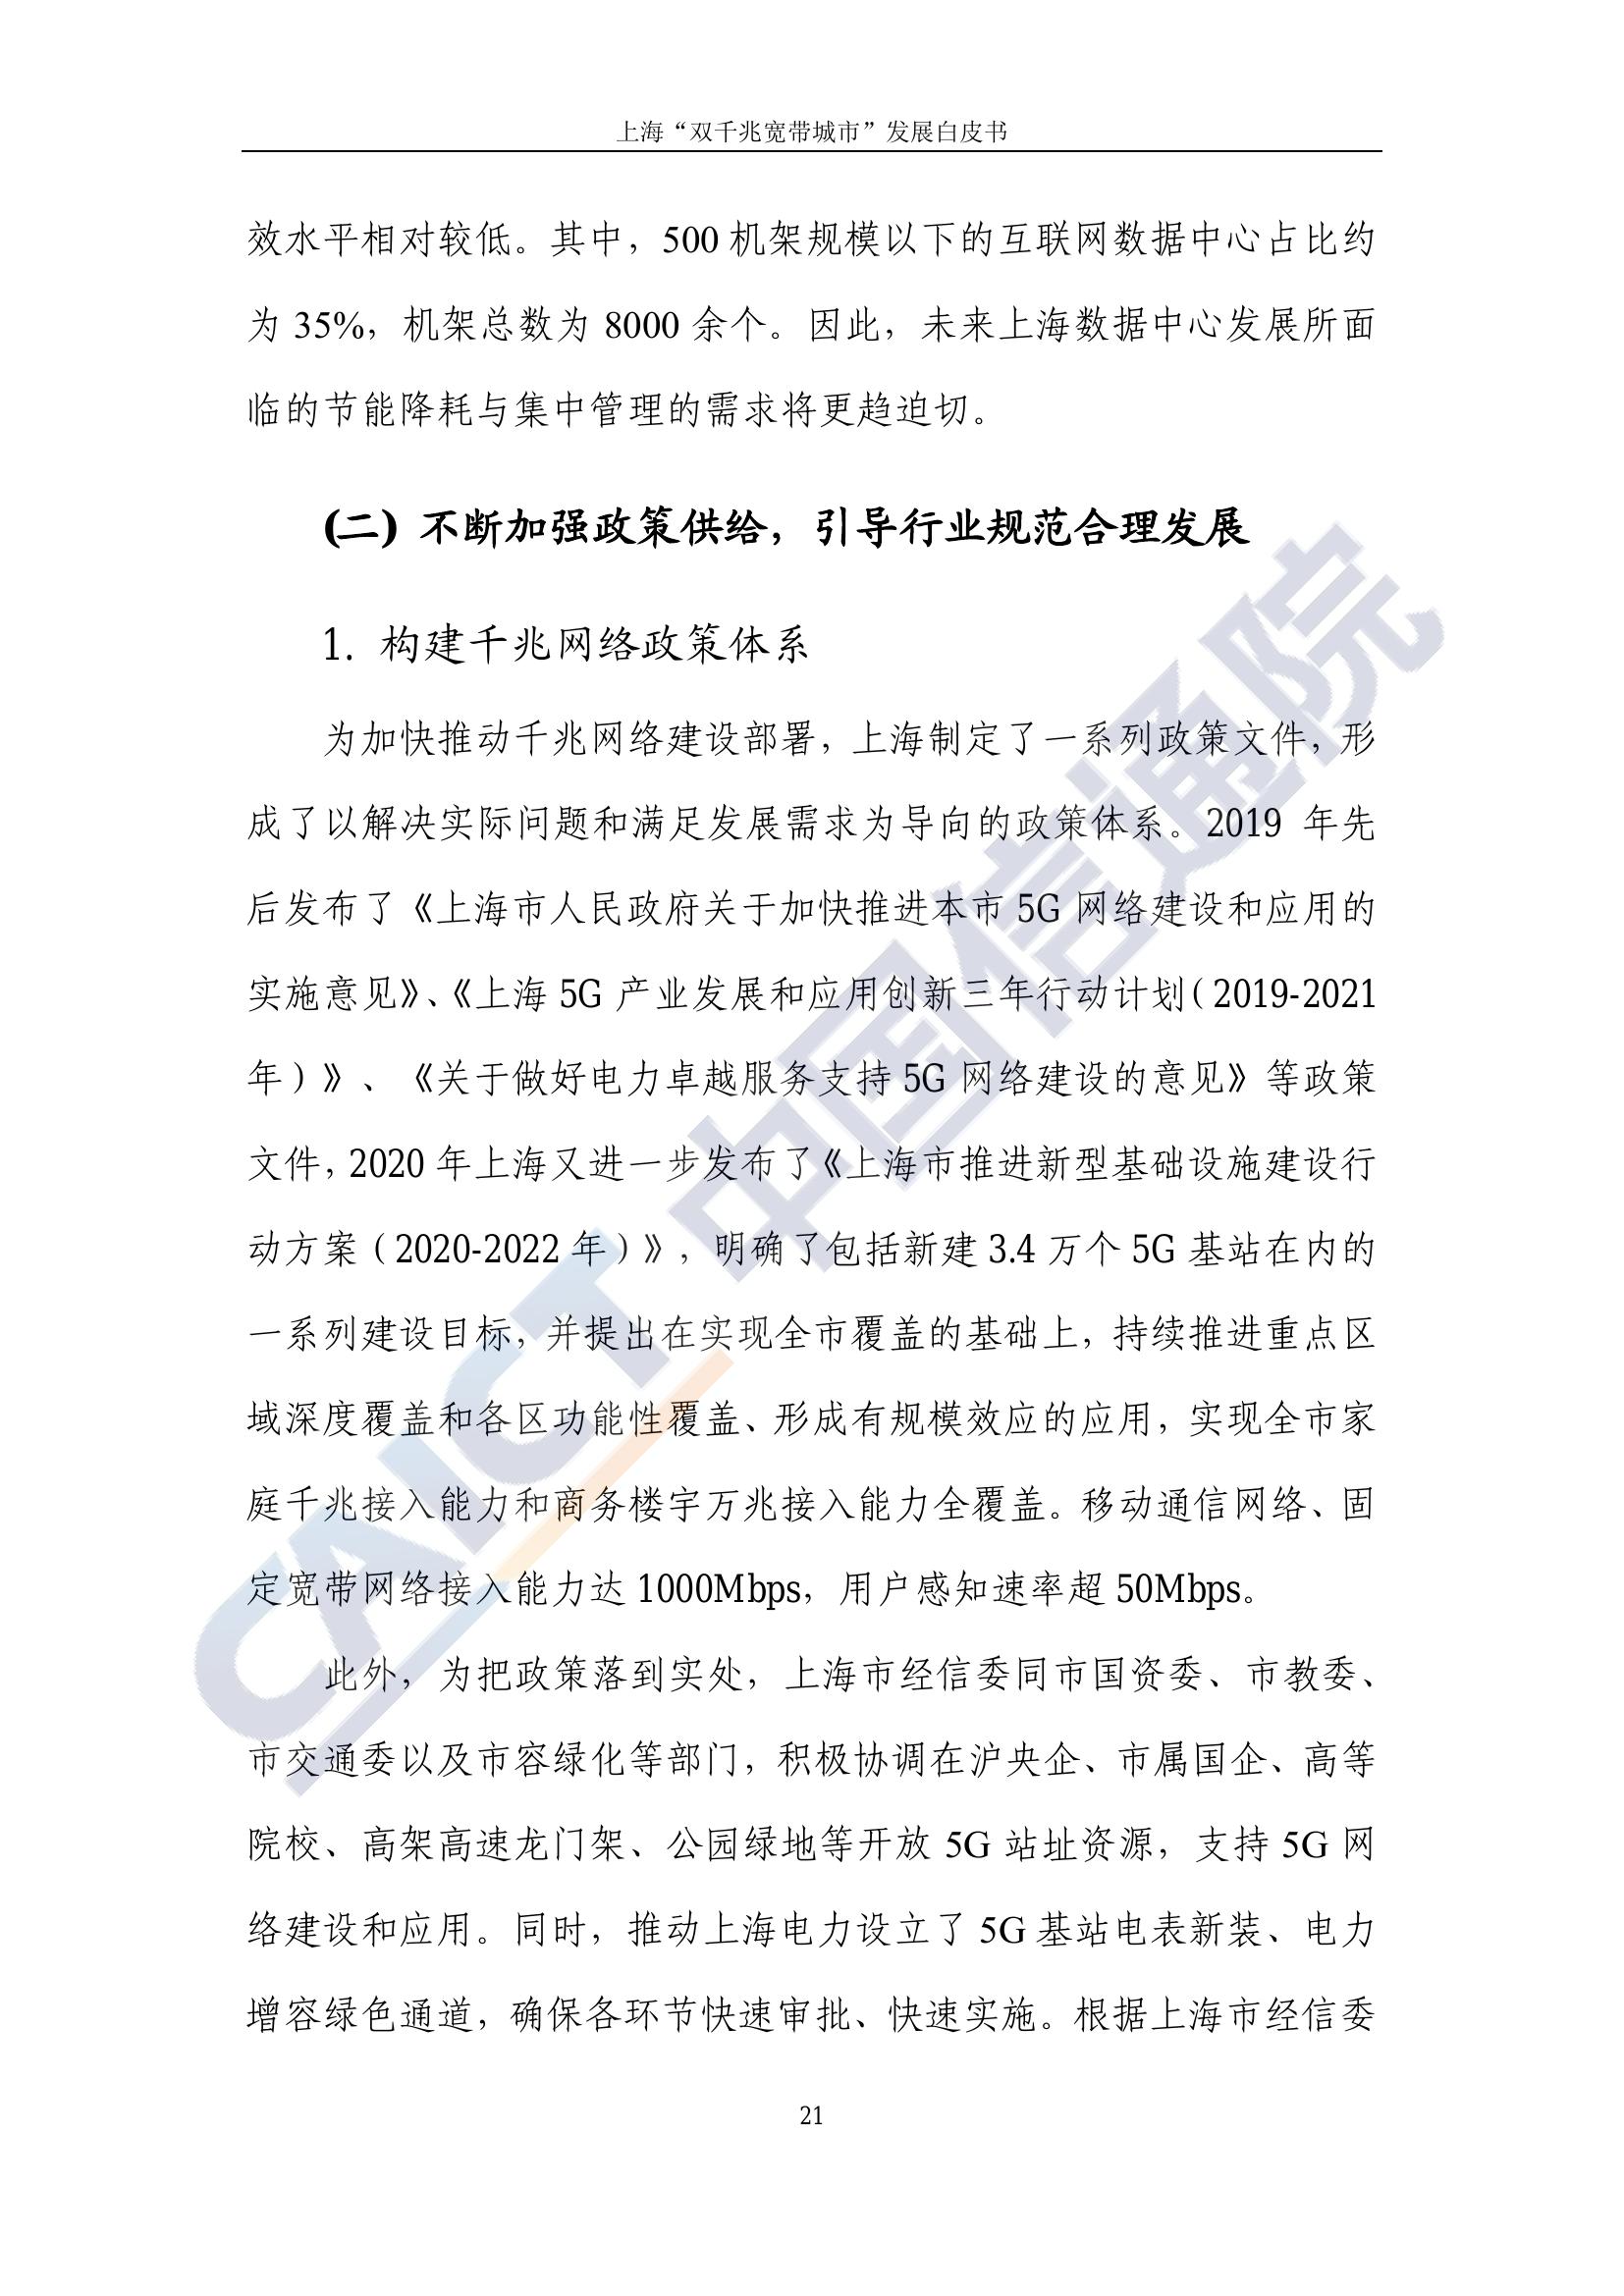 上海“双千兆宽带城市”发展白皮书
效水平相对较低。其中，500 机架规模以下的互联网数据中心占比约
为 35%，机架总数为 8000 余个。因此，未来上海数据中心发展所面
临的节能降耗与集中管理的需求将更趋迫切。
(二) 不断加强政策供给，引导行业规范合理发展
1. 构建千兆网络政策体系
为加快推动千兆网络建设部署，上海制定了一系列政策文件，形
成了以解决实际问题和满足发展需求为导向的政策体系。2019 年先
后发布了《上海市人民政府关于加快推进本市 5G 网络建设和应用的
实施意见》、《上海 5G 产业发展和应用创新三年行动计划（2019-2021
年）》、《关于做好电力卓越服务支持 5G 网络建设的意见》等政策
文件，2020 年上海又进一步发布了《上海市推进新型基础设施建设行
动方案（2020-2022 年）》，明确了包括新建 3.4 万个 5G 基站在内的
一系列建设目标，并提出在实现全市覆盖的基础上，持续推进重点区
域深度覆盖和各区功能性覆盖、形成有规模效应的应用，实现全市家
庭千兆接入能力和商务楼宇万兆接入能力全覆盖。移动通信网络、固
定宽带网络接入能力达 1000Mbps，用户感知速率超 50Mbps。
此外，为把政策落到实处，上海市经信委同市国资委、市教委、
市交通委以及市容绿化等部门，积极协调在沪央企、市属国企、高等
院校、高架高速龙门架、公园绿地等开放 5G 站址资源，支持 5G 网
络建设和应用。同时，推动上海电力设立了 5G 基站电表新装、电力
增容绿色通道，确保各环节快速审批、快速实施。根据上海市经信委
21
CAICT 中国信通院